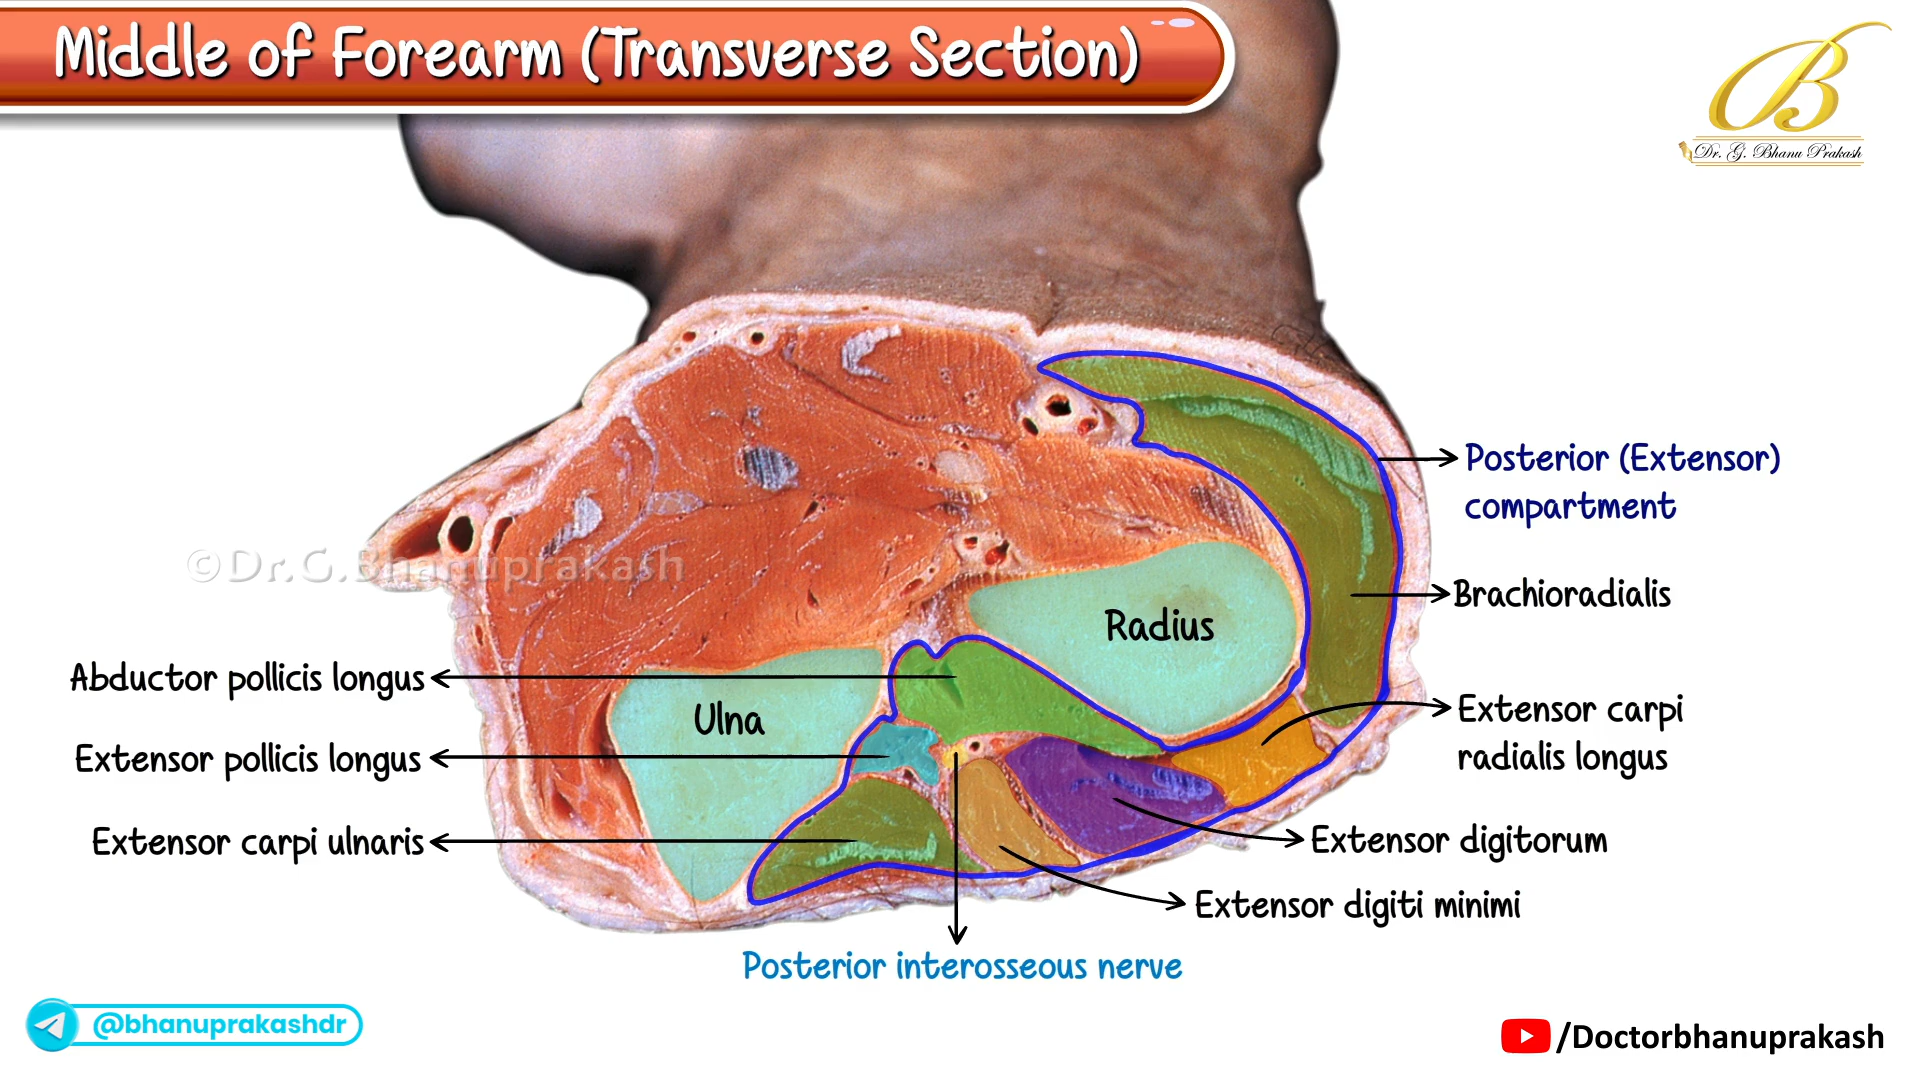 Middle of Forearm (Transverse Section)
B
Dr. G. Bhanu Prakash
Posterior (Extensor)
compartment
©Dr.G.Bhanuprakash
Brachioradialis
Radius
Abductor pollicis longus
Ulna
Extensor carpi
radialis longus
Extensor pollicis longus
Extensor carpi ulnaris
Extensor digitorum
Extensor digiti minimi
Posterior interosseous nerve
@bhanuprakashdr
/Doctorbhanuprakash